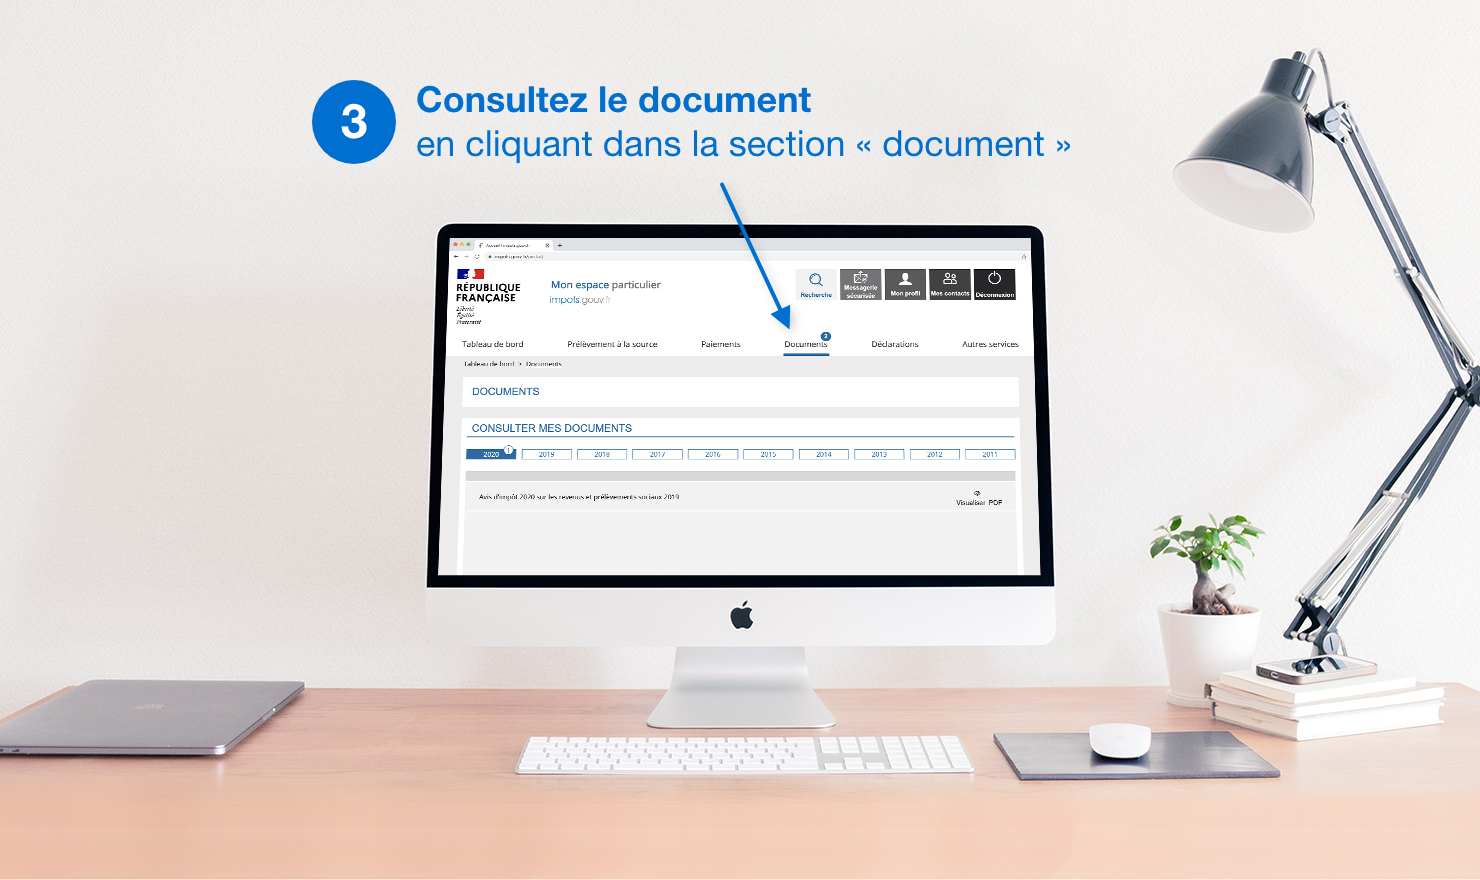 3
Consultez le document
en cliquant dans la section « document »
RÉPUBLIQUE
FRANÇAISE
Liberté
Égalité
Fraternité
Mon espace particulier
impots.gouv.fr
Recherche
Messagerie
sécurisée
Mon profil
Mes contacts
Déconnexion
Tableau de bord
Prélèvement à la source
Paiements
Documents
Déclarations
Autres services
Tableau de bord > Documents
DOCUMENTS
CONSULTER MES DOCUMENTS
2020 2019 2018 2017 2016 2015 2014 2013 2012 2011
Avis d'impôt 2020 sur les revenus et prélèvements sociaux 2019
Visualiser PDF